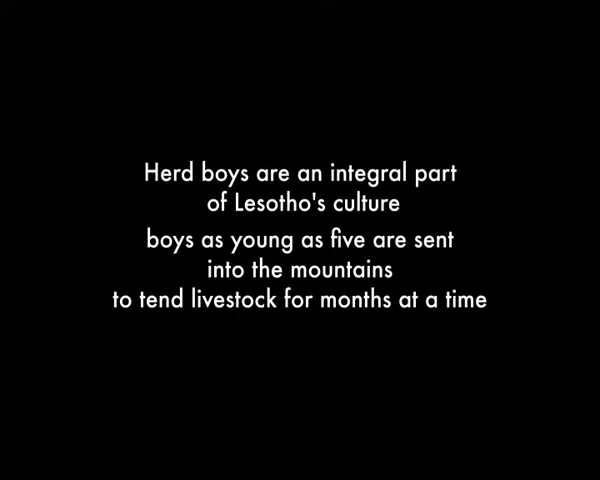 Herd boys are an integral part
of Lesotho's culture
boys as young as five are sent
into the mountains
to tend livestock for months at a time